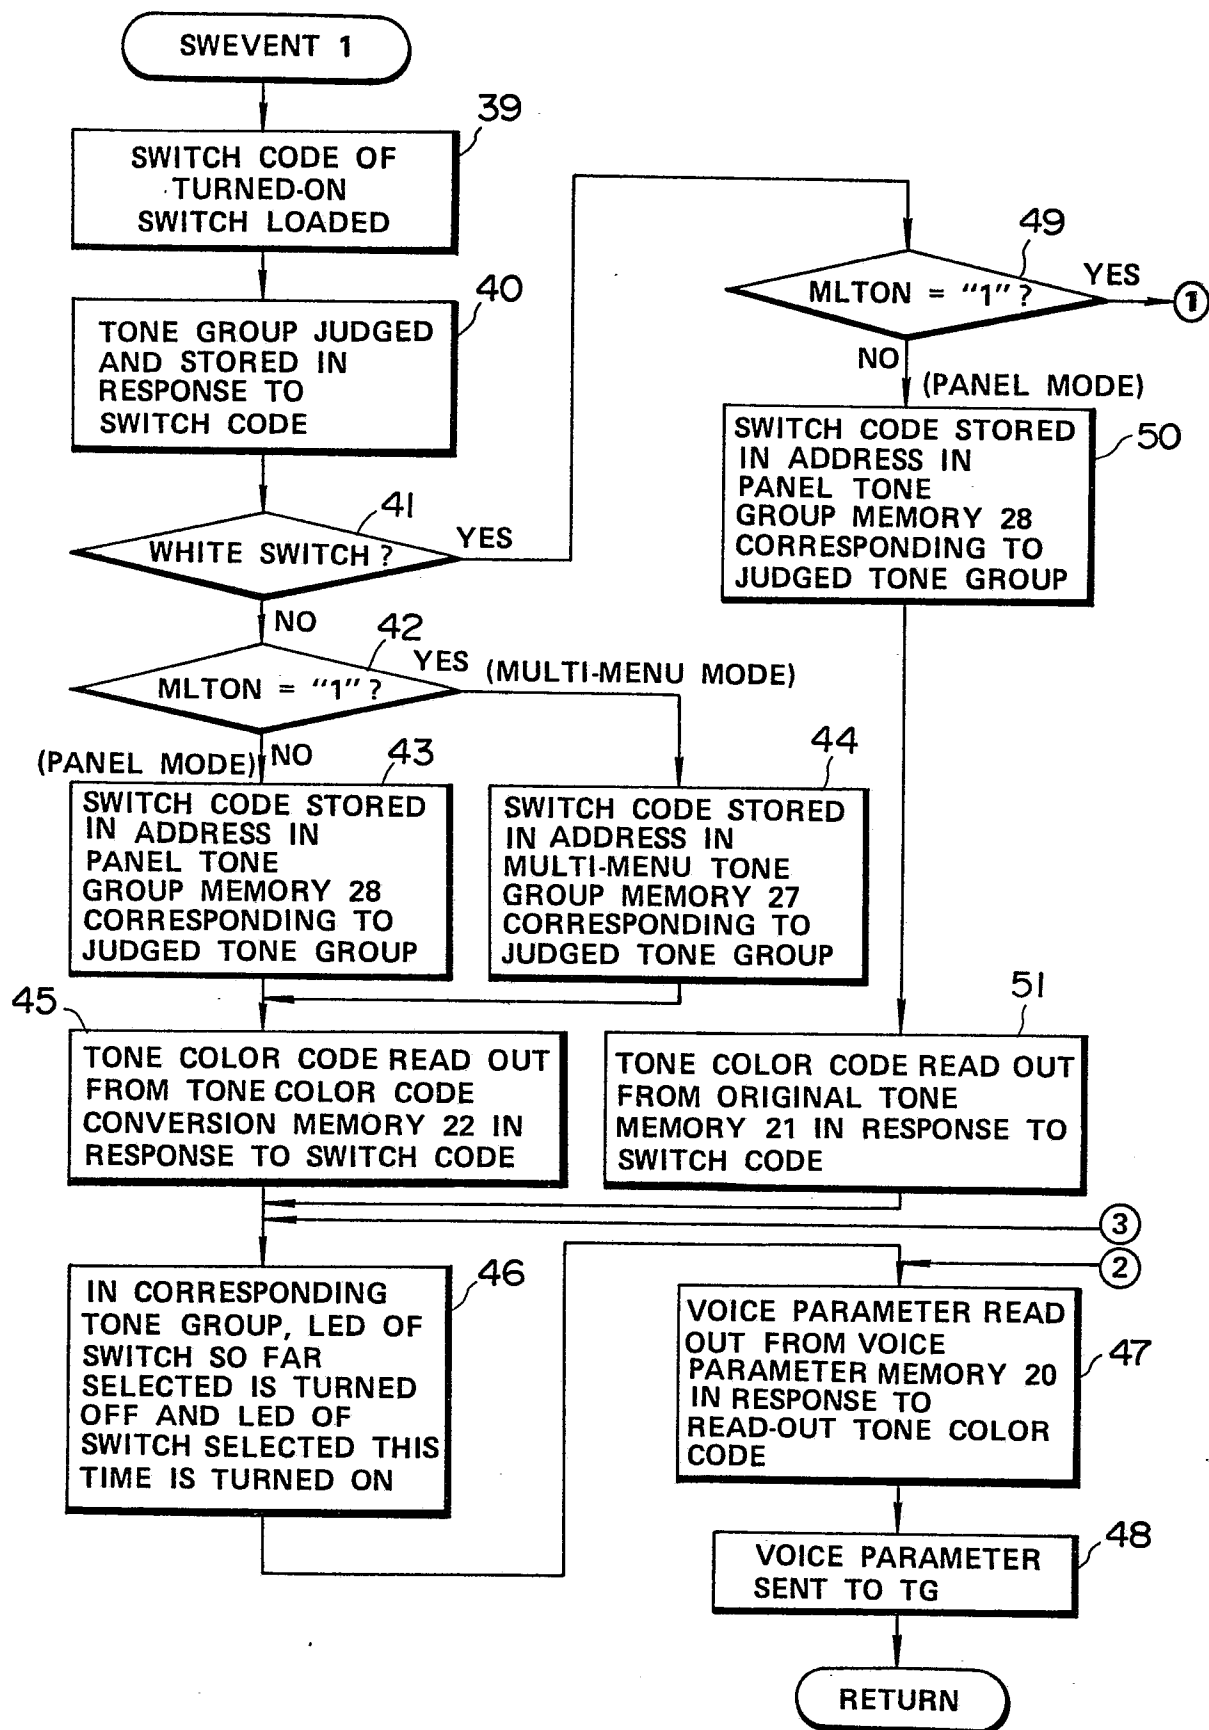 SWEVENT 1
39
SWITCH CODE OF
TURNED-ON
SWITCH LOADED
40
TONE GROUP JUDGED
AND STORED IN
RESPONSE TO
SWITCH CODE
41
WHITE SWITCH ?
YES
NO
49
MLTON = "1" ?
YES
1
NO
(PANEL MODE)
50
SWITCH CODE STORED
IN ADDRESS IN
PANEL TONE
GROUP MEMORY 28
CORRESPONDING TO
JUDGED TONE GROUP
42
MLTON = "1" ?
YES
(MULTI-MENU MODE)
(PANEL MODE)
NO
43
SWITCH CODE STORED
IN ADDRESS IN
PANEL TONE
GROUP MEMORY 28
CORRESPONDING TO
JUDGED TONE GROUP
44
SWITCH CODE STORED
IN ADDRESS IN
MULTI-MENU TONE
GROUP MEMORY 27
CORRESPONDING TO
JUDGED TONE GROUP
45
TONE COLOR CODE READ OUT
FROM TONE COLOR CODE
CONVERSION MEMORY 22 IN
RESPONSE TO SWITCH CODE
51
TONE COLOR CODE READ OUT
FROM ORIGINAL TONE
MEMORY 21 IN RESPONSE TO
SWITCH CODE
3
2
46
IN CORRESPONDING
TONE GROUP, LED OF
SWITCH SO FAR
SELECTED IS TURNED
OFF AND LED OF
SWITCH SELECTED THIS
TIME IS TURNED ON
47
VOICE PARAMETER READ
OUT FROM VOICE
PARAMETER MEMORY 20
IN RESPONSE TO
READ-OUT TONE COLOR
CODE
48
VOICE PARAMETER
SENT TO TG
RETURN